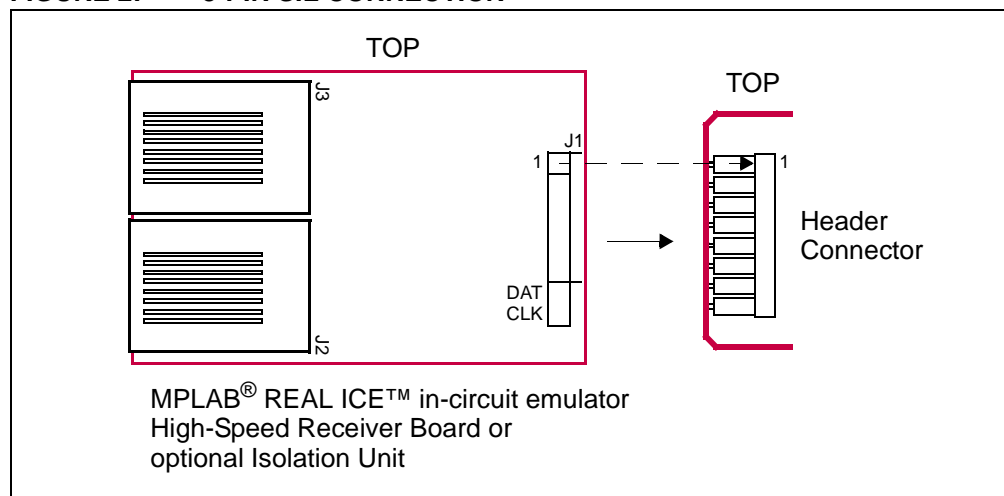 TOP
J3
J2
J1
1
DAT
CLK
TOP
1
Header
Connector
MPLAB® REAL ICE™ in-circuit emulator
High-Speed Receiver Board or
optional Isolation Unit